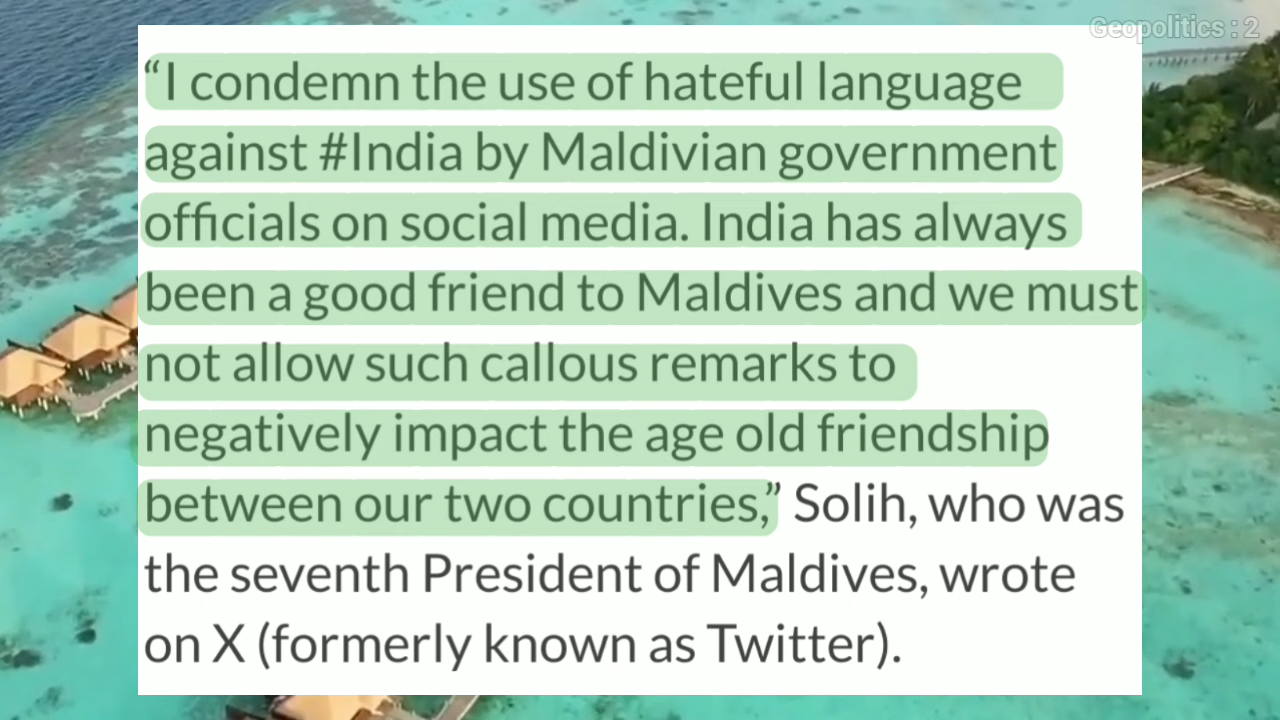 Geopolitics : 2
“I condemn the use of hateful language
against #India by Maldivian government
officials on social media. India has always
been a good friend to Maldives and we must
not allow such callous remarks to
negatively impact the age old friendship
between our two countries,” Solih, who was
the seventh President of Maldives, wrote
on X (formerly known as Twitter).